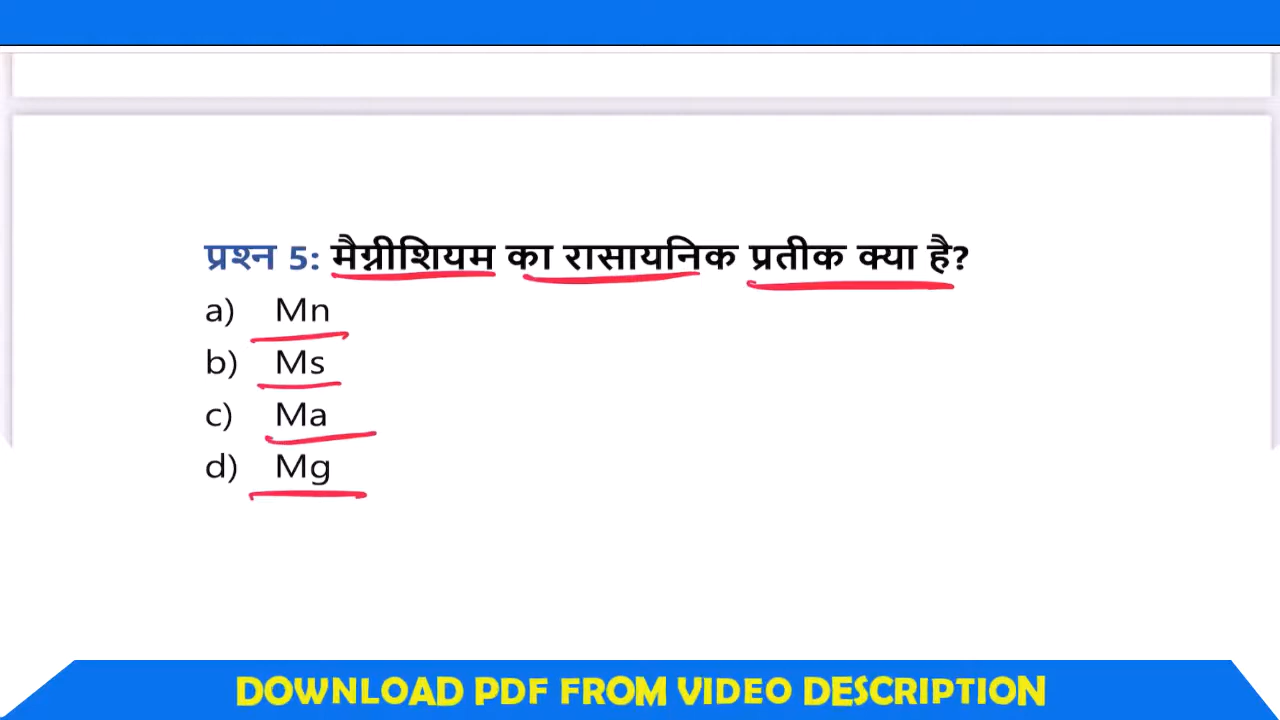 प्रश्न 5: मैग्नीशियम का रासायनिक प्रतीक क्या है?
a) Mn
b) Ms
c) Ma
d) Mg
DOWNLOAD PDF FROM VIDEO DESCRIPTION